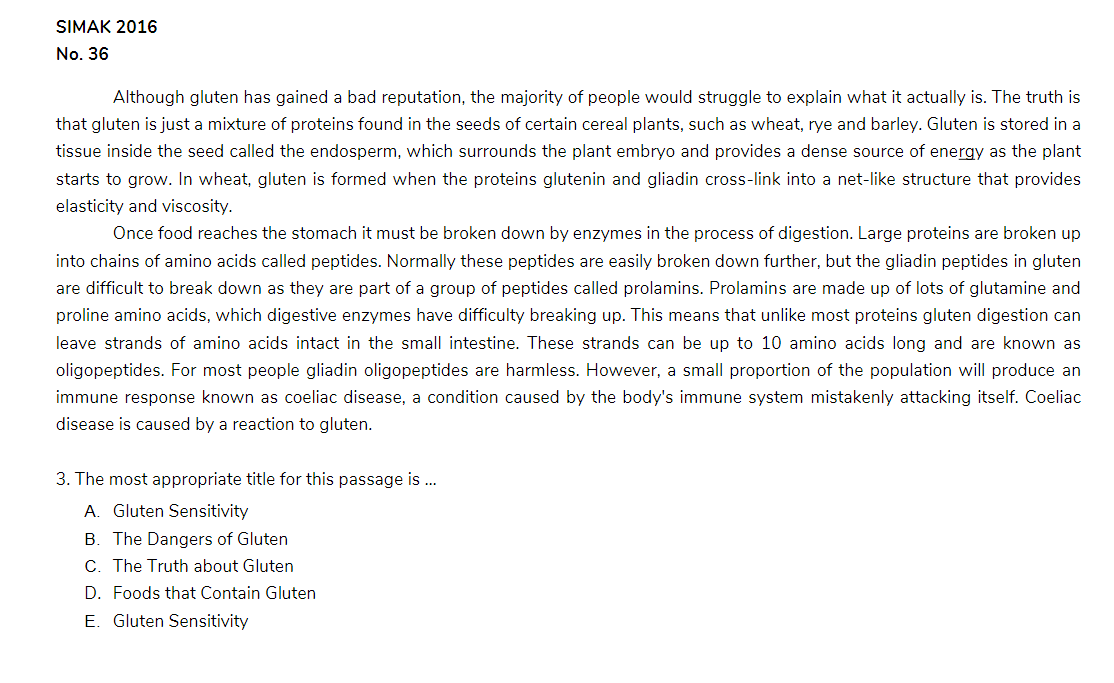 SIMAK 2016
No. 36
Although gluten has gained a bad reputation, the majority of people would struggle to explain what it actually is. The truth is
that gluten is just a mixture of proteins found in the seeds of certain cereal plants, such as wheat, rye and barley. Gluten is stored in a
tissue inside the seed called the endosperm, which surrounds the plant embryo and provides a dense source of energy as the plant
starts to grow. In wheat, gluten is formed when the proteins glutenin and gliadin cross-link into a net-like structure that provides
elasticity and viscosity.
Once food reaches the stomach it must be broken down by enzymes in the process of digestion. Large proteins are broken up
into chains of amino acids called peptides. Normally these peptides are easily broken down further, but the gliadin peptides in gluten
are difficult to break down as they are part of a group of peptides called prolamins. Prolamins are made up of lots of glutamine and
proline amino acids, which digestive enzymes have difficulty breaking up. This means that unlike most proteins gluten digestion can
leave strands of amino acids intact in the small intestine. These strands can be up to 10 amino acids long and are known as
oligopeptides. For most people gliadin oligopeptides are harmless. However, a small proportion of the population will produce an
immune response known as coeliac disease, a condition caused by the body's immune system mistakenly attacking itself. Coeliac
disease is caused by a reaction to gluten.
3. The most appropriate title for this passage is ...
A. Gluten Sensitivity
B. The Dangers of Gluten
C. The Truth about Gluten
D. Foods that Contain Gluten
E. Gluten Sensitivity